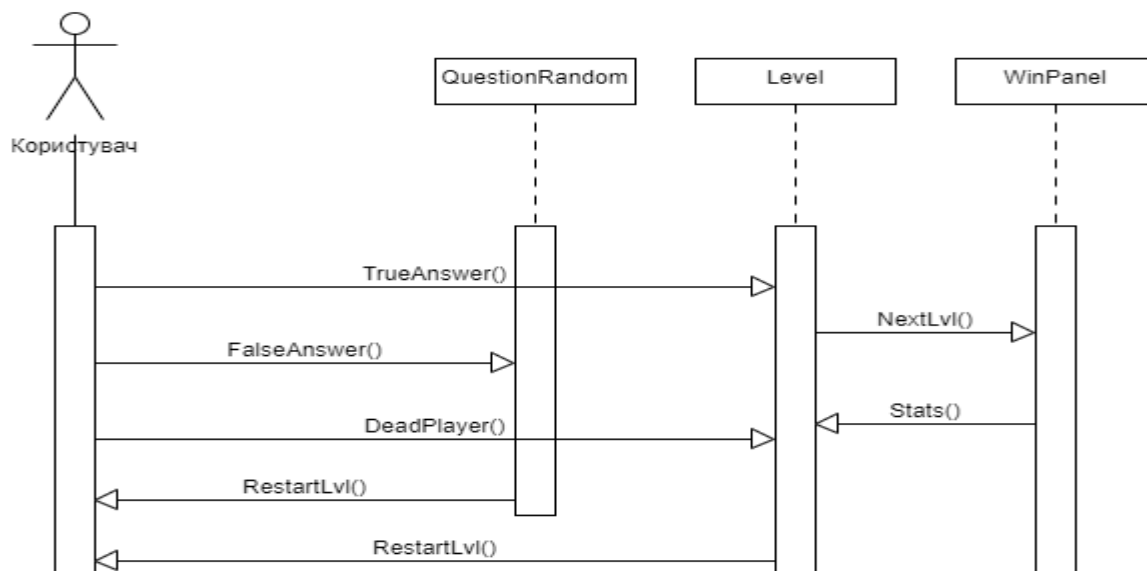 QuestionRandom
Level
WinPanel
Користувач
TrueAnswer()
NextLvl()
FalseAnswer()
Stats()
DeadPlayer()
RestartLvl()
RestartLvl()